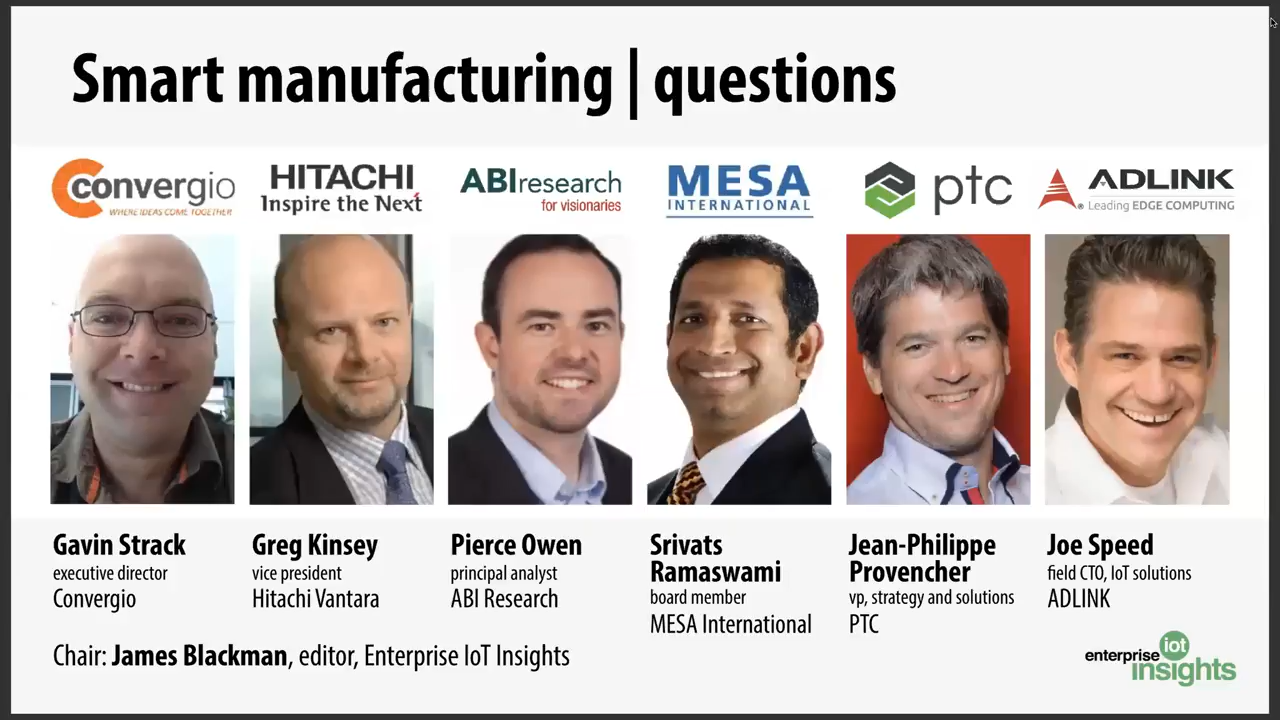 Smart manufacturing | questions
convergio
WHERE IDEAS COME TOGETHER
HITACHI
Inspire the Next
ABIresearch
for visionaries
MESA
INTERNATIONAL
ptc
ADLINK
Leading EDGE COMPUTING
Gavin Strack
executive director
Convergio
Greg Kinsey
vice president
Hitachi Vantara
Pierce Owen
principal analyst
ABI Research
Srivats
Ramaswami
board member
MESA International
Jean-Philippe
Provencher
vp, strategy and solutions
PTC
Joe Speed
field CTO, IoT solutions
ADLINK
Chair: James Blackman, editor, Enterprise IoT Insights
enterprise iot
insights